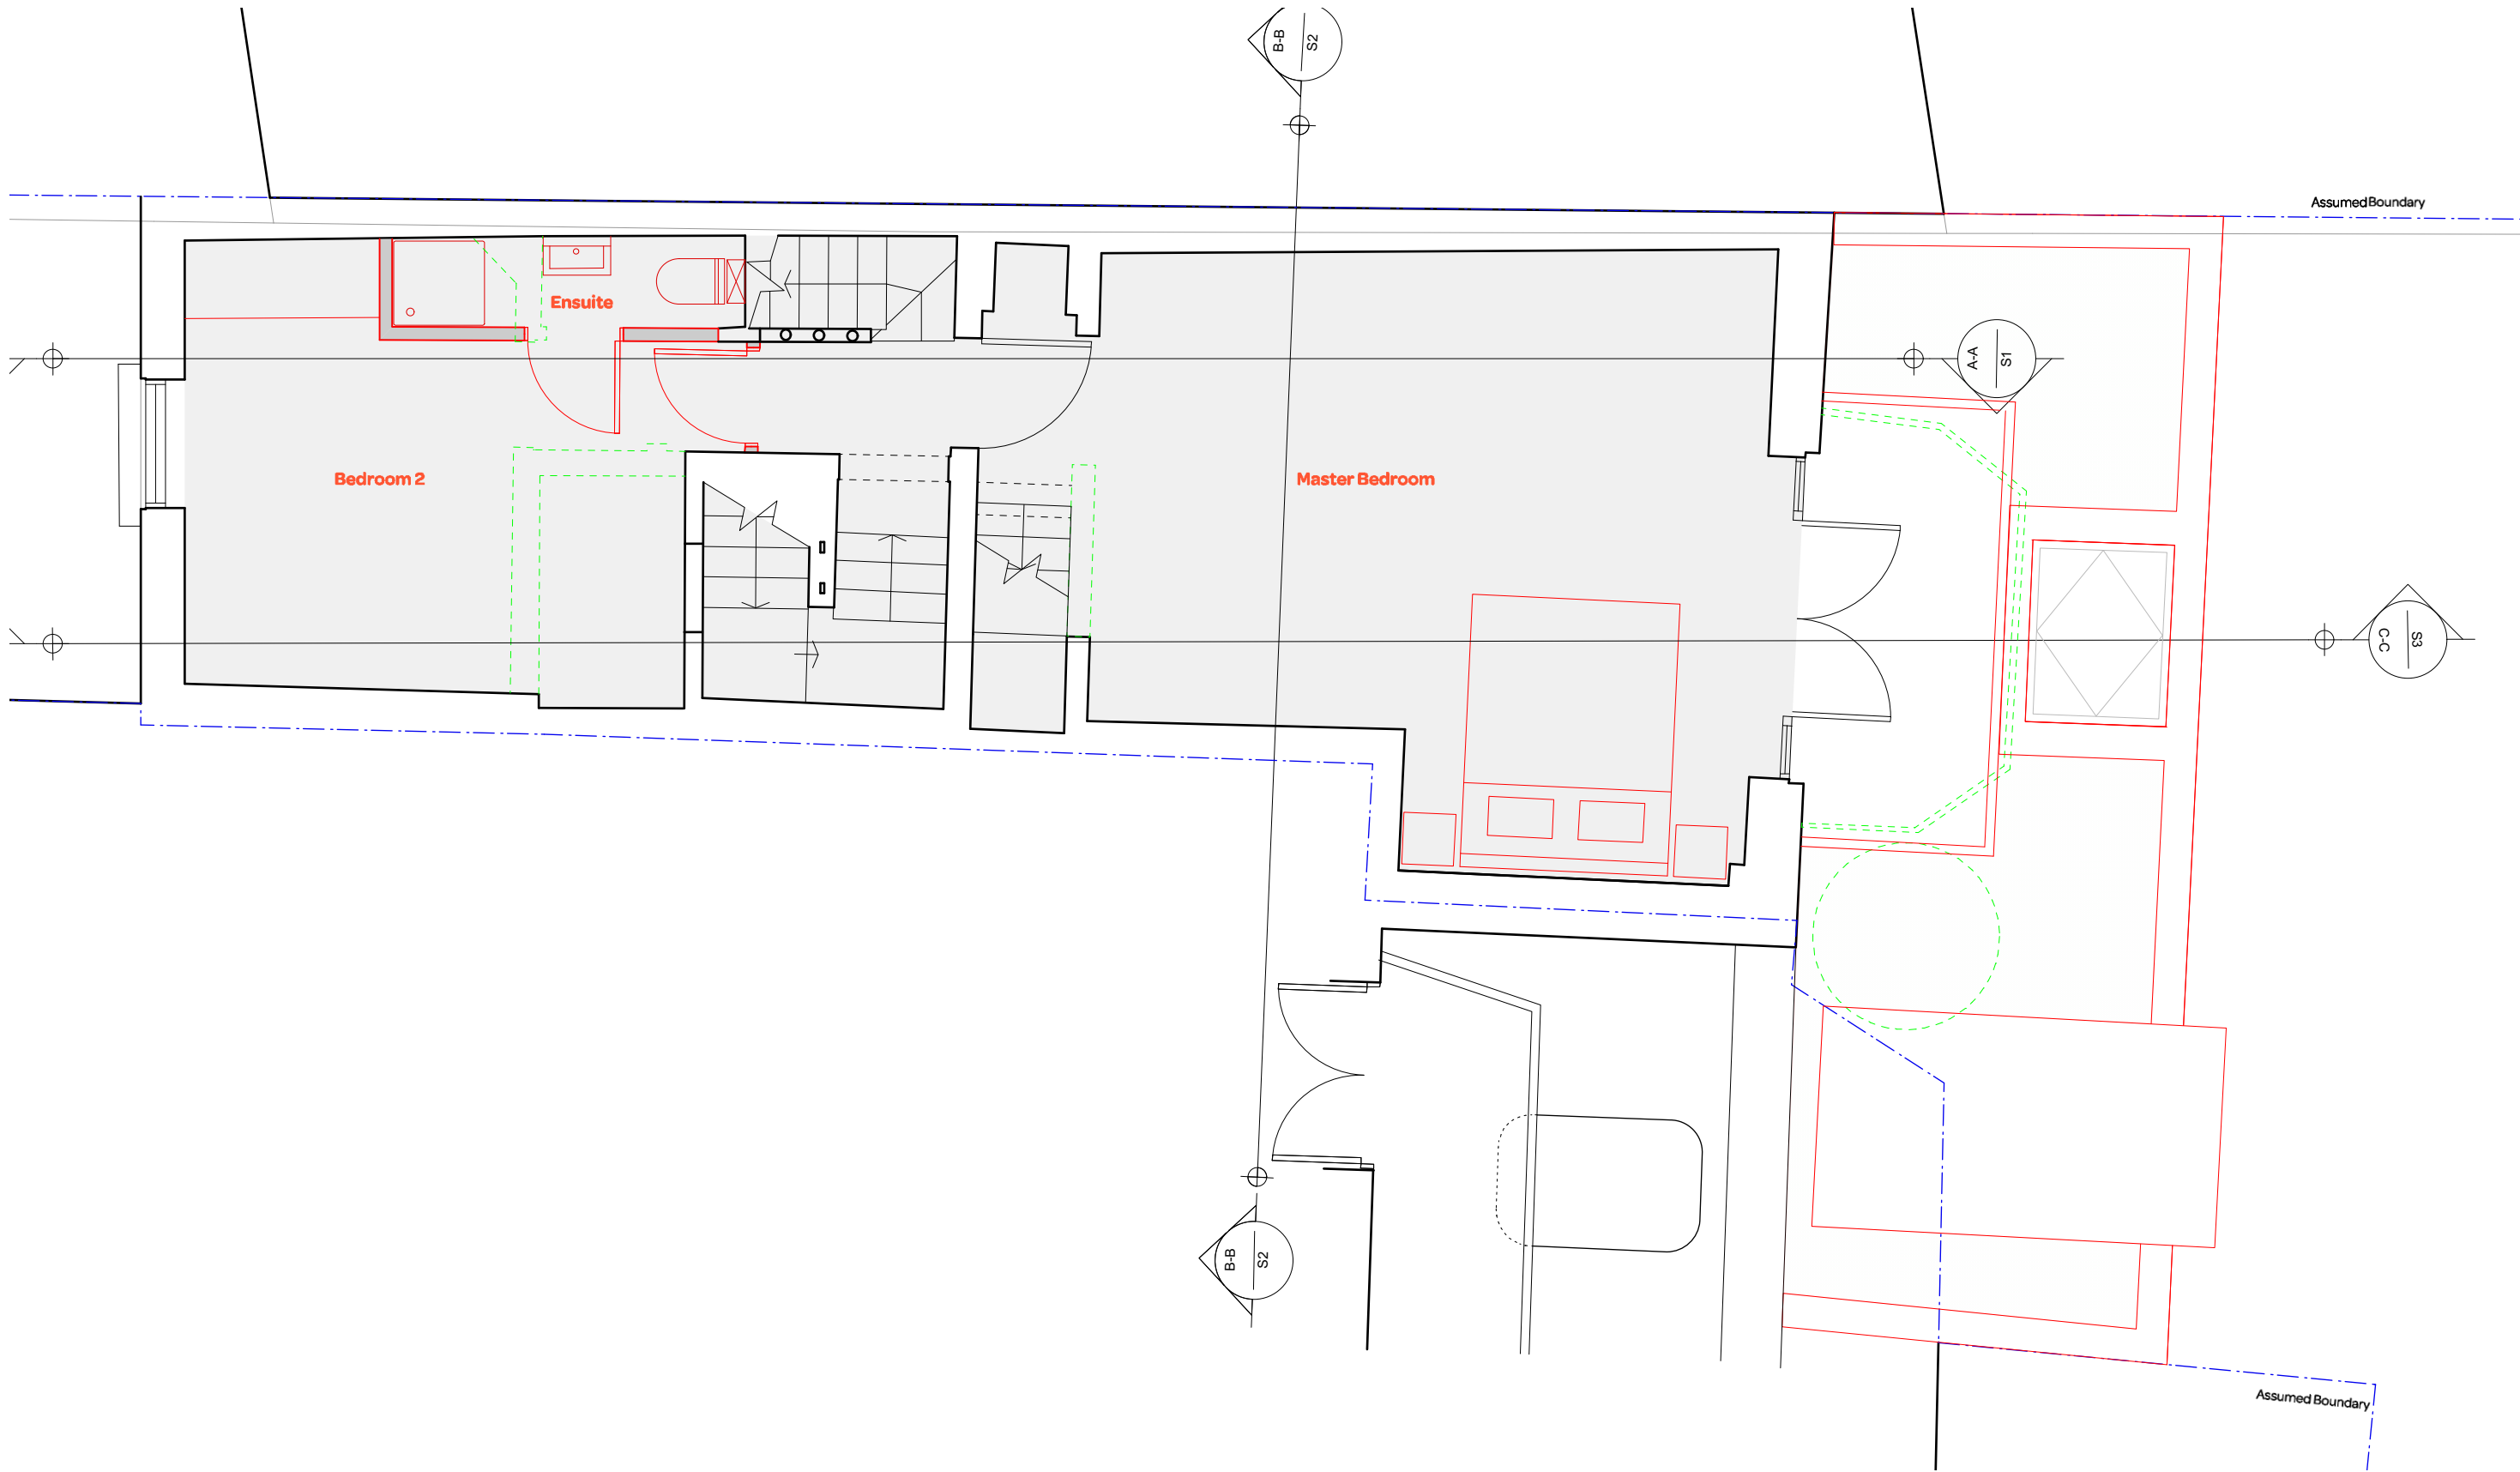 B-B
S2
Assumed Boundary
Ensuite
A-A
S1
Bedroom 2
Master Bedroom
C-C
S3
B-B
S2
Assumed Boundary